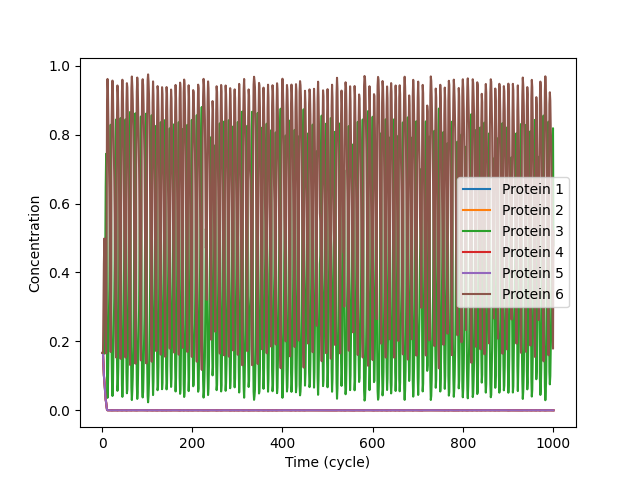 1.0
0.8
0.6
0.4
0.2
0.0
Concentration
Protein 1
Protein 2
Protein 3
Protein 4
Protein 5
Protein 6
0 200 400 600 800 1000
Time (cycle)